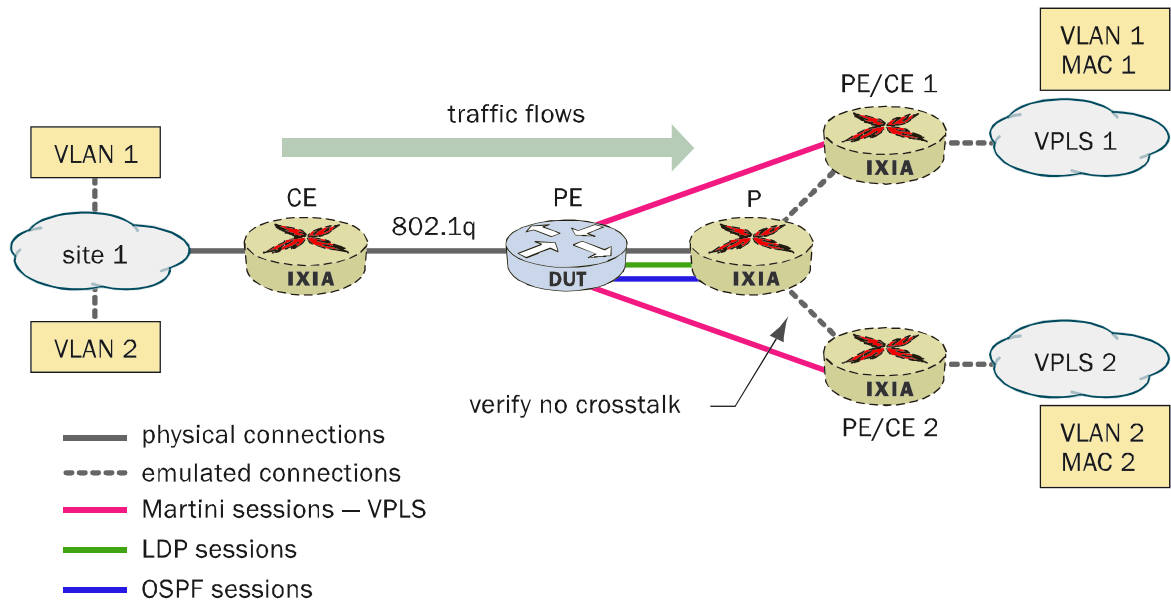 VLAN 1
MAC 1
PE/CE 1
traffic flows
VLAN 1
VPLS 1
IXIA
CE
PE
P
802.1q
site 1
IXIA
DUT
IXIA
VLAN 2
VPLS 2
IXIA
verify no crosstalk
PE/CE 2
VLAN 2
MAC 2
physical connections
emulated connections
Martini sessions — VPLS
LDP sessions
OSPF sessions